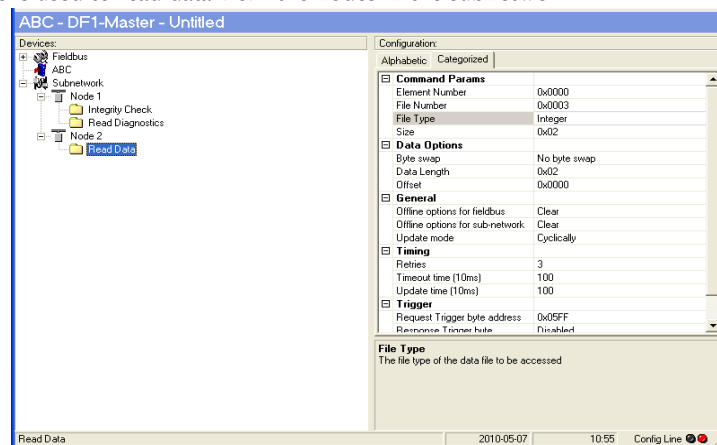 ABC - DF1-Master - Untitled
Devices:
Fieldbus
ABC
Subnetwork
Node 1
Integrity Check
Read Diagnostics
Node 2
Read Data
Configuration:
Alphabetic Categorized
Command Params
Element Number 0x0000
File Number 0x0003
File Type Integer
Size 0x02
Data Options
Byte swap No byte swap
Data Length 0x02
Offset 0x0000
General
Offline options for fieldbus Clear
Offline options for sub-network Clear
Update mode Cyclically
Timing
Retries 3
Timeout time (10ms) 100
Update time (10ms) 100
Trigger
Request Trigger byte address 0x05FF
Response Trigger byte Disabled
File Type
The file type of the data file to be accessed
Read Data 2010-05-07 10:55 Config Line